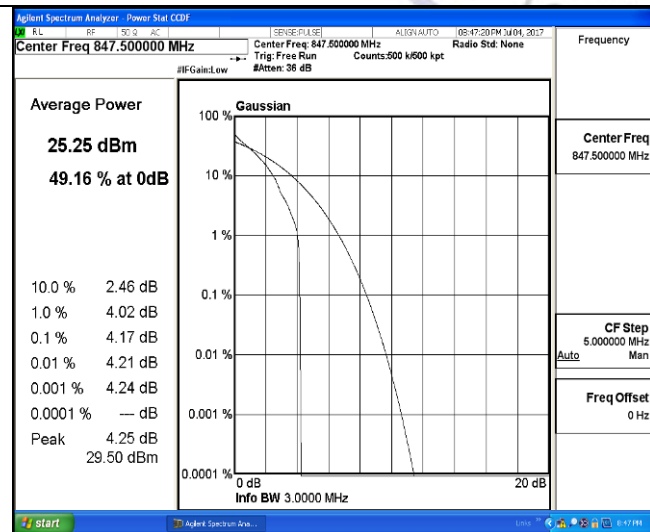 Agilent Spectrum Analyzer - Power Stat CCDF
RL RF 50 Ω AC SENSE:PULSE ALIGN AUTO 08:47:20 PM Jul 04, 2017
Center Freq 847.500000 MHz
Center Freq: 847.500000 MHz Radio Std: None
Trig: Free Run Counts:500 k/500 kpt
#IFGain:Low #Atten: 36 dB
Frequency
Average Power
25.25 dBm
49.16 % at 0dB
10.0 % 2.46 dB
1.0 % 4.02 dB
0.1 % 4.17 dB
0.01 % 4.21 dB
0.001 % 4.24 dB
0.0001 % --- dB
Peak 4.25 dB
29.50 dBm
Gaussian
100 %
10 %
1 %
0.1 %
0.01 %
0.001 %
0.0001 %
0 dB 20 dB
Info BW 3.0000 MHz
Center Freq
847.500000 MHz
CF Step
5.000000 MHz
Auto Man
Freq Offset
0 Hz
start Agilent Spectrum Ana... Links 8:47 PM